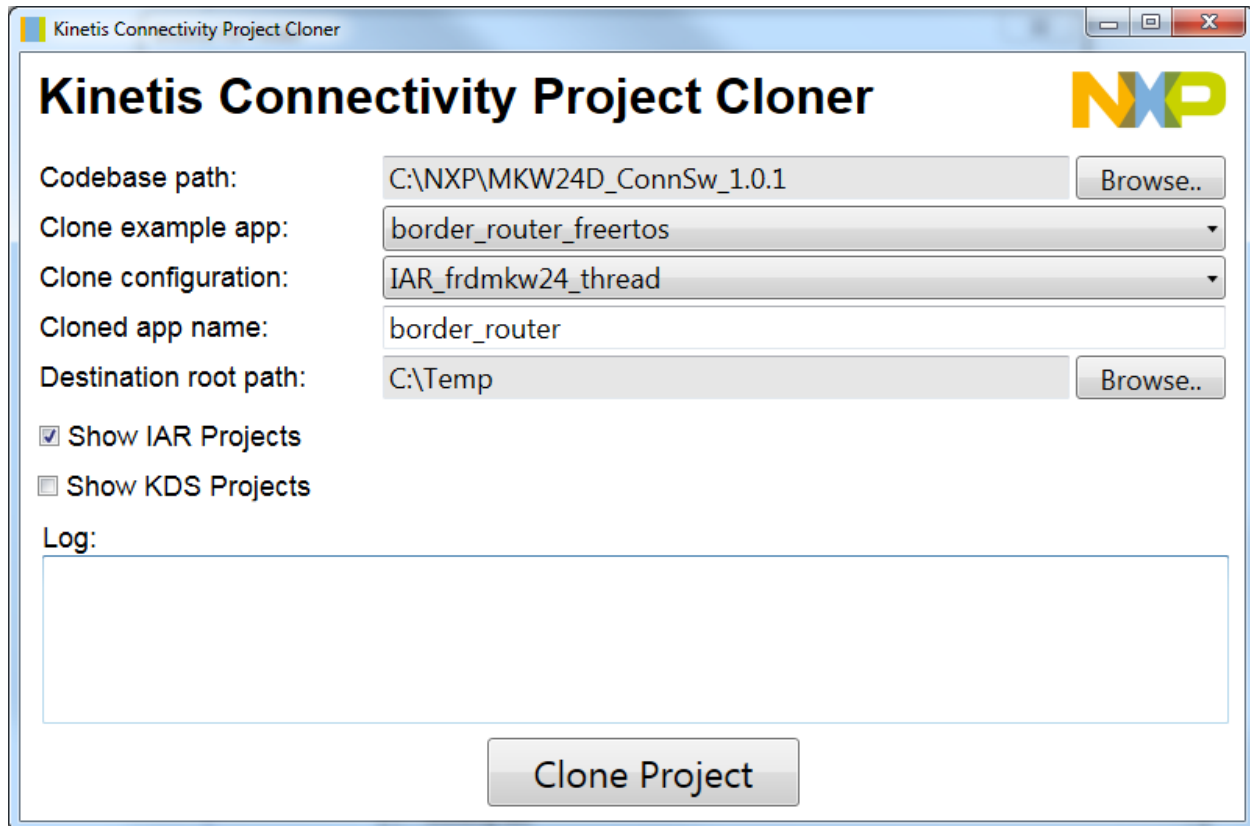 Kinetis Connectivity Project Cloner
Kinetis Connectivity Project Cloner
NXP
Codebase path: C:\NXP\MKW24D_ConnSw_1.0.1 Browse..
Clone example app: border_router_freertos
Clone configuration: IAR_frdmkw24_thread
Cloned app name: border_router
Destination root path: C:\Temp Browse..
Show IAR Projects
Show KDS Projects
Log:
Clone Project